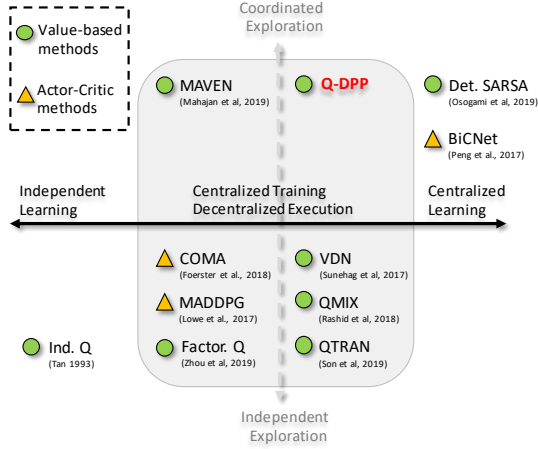 Coordinated
Exploration
Value-based
methods
Actor-Critic
methods
MAVEN
(Mahajan et al, 2019)
Q-DPP
Det. SARSA
(Osogami et al, 2019)
BiCNet
(Peng et al., 2017)
Independent
Learning
Centralized Training
Decentralized Execution
Centralized
Learning
COMA
(Foerster et al., 2018)
VDN
(Sunehag et al, 2017)
MADDPG
(Lowe et al., 2017)
QMIX
(Rashid et al, 2018)
Ind. Q
(Tan 1993)
Factor. Q
(Zhou et al, 2019)
QTRAN
(Son et al, 2019)
Independent
Exploration